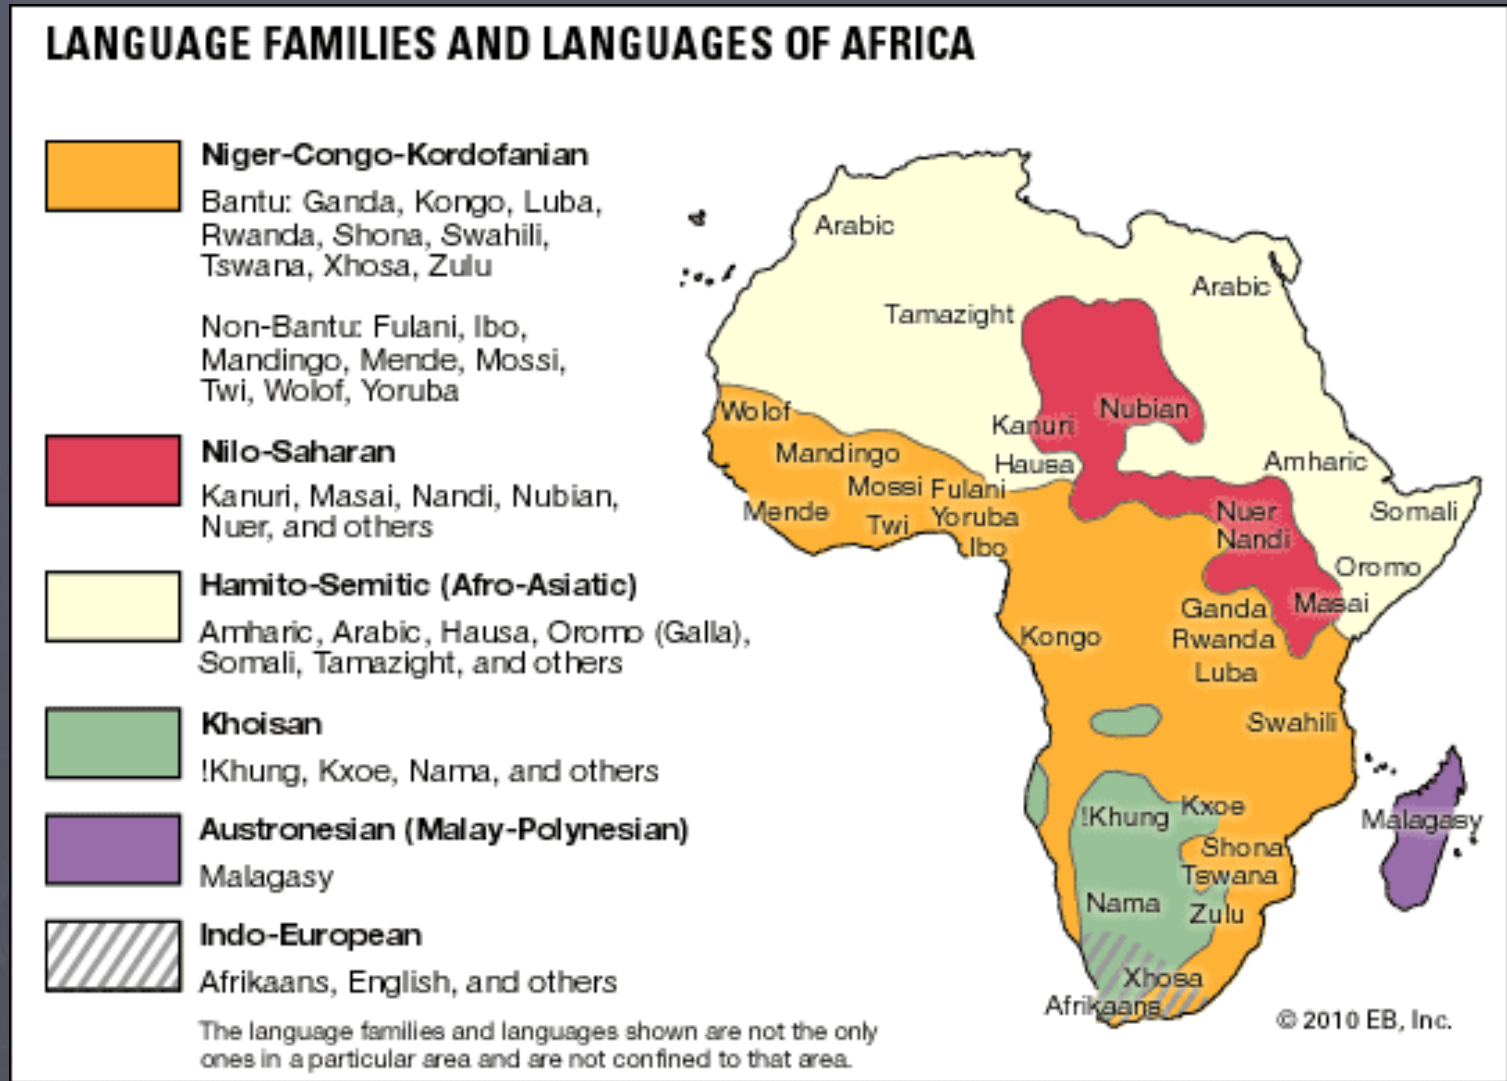 LANGUAGE FAMILIES AND LANGUAGES OF AFRICA
Niger-Congo-Kordofanian
Bantu: Ganda, Kongo, Luba,
Rwanda, Shona, Swahili,
Tswana, Xhosa, Zulu
Non-Bantu: Fulani, Ibo,
Mandingo, Mende, Mossi,
Twi, Wolof, Yoruba
Nilo-Saharan
Kanuri, Masai, Nandi, Nubian,
Nuer, and others
Hamito-Semitic (Afro-Asiatic)
Amharic, Arabic, Hausa, Oromo (Galla),
Somali, Tamazight, and others
Khoisan
!Khung, Kxoe, Nama, and others
Austronesian (Malay-Polynesian)
Malagasy
Indo-European
Afrikaans, English, and others
The language families and languages shown are not the only
ones in a particular area and are not confined to that area.
Arabic
Arabic
Tamazight
Wolof
Kanuri
Nubian
Mandingo
Hausa
Amharic
Mossi
Fulani
Mende
Twi
Yoruba
Ibo
Nuer
Nandi
Somali
Oromo
Masai
Ganda
Kongo
Rwanda
Luba
Swahili
!Khung
Kxoe
Malagasy
Shona
Tswana
Nama
Zulu
Xhosa
Afrikaans
© 2010 EB, Inc.